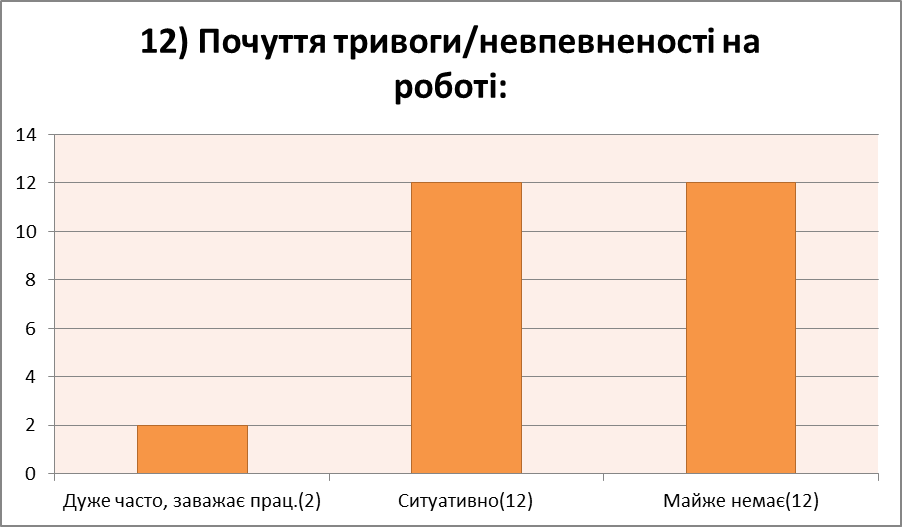 12) Почуття тривоги/невпевненості на
роботі:
14
12
10
8
6
4
2
0
Дуже часто, заважає прац.(2)
Ситуативно(12)
Майже немає(12)